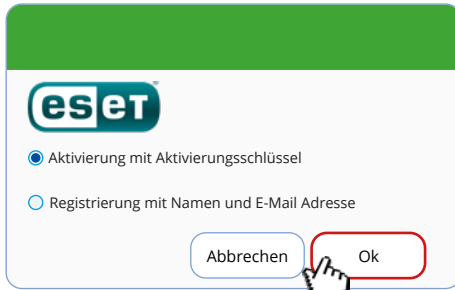 eset
Aktivierung mit Aktivierungsschlüssel
Registrierung mit Namen und E-Mail Adresse
Abbrechen Ok